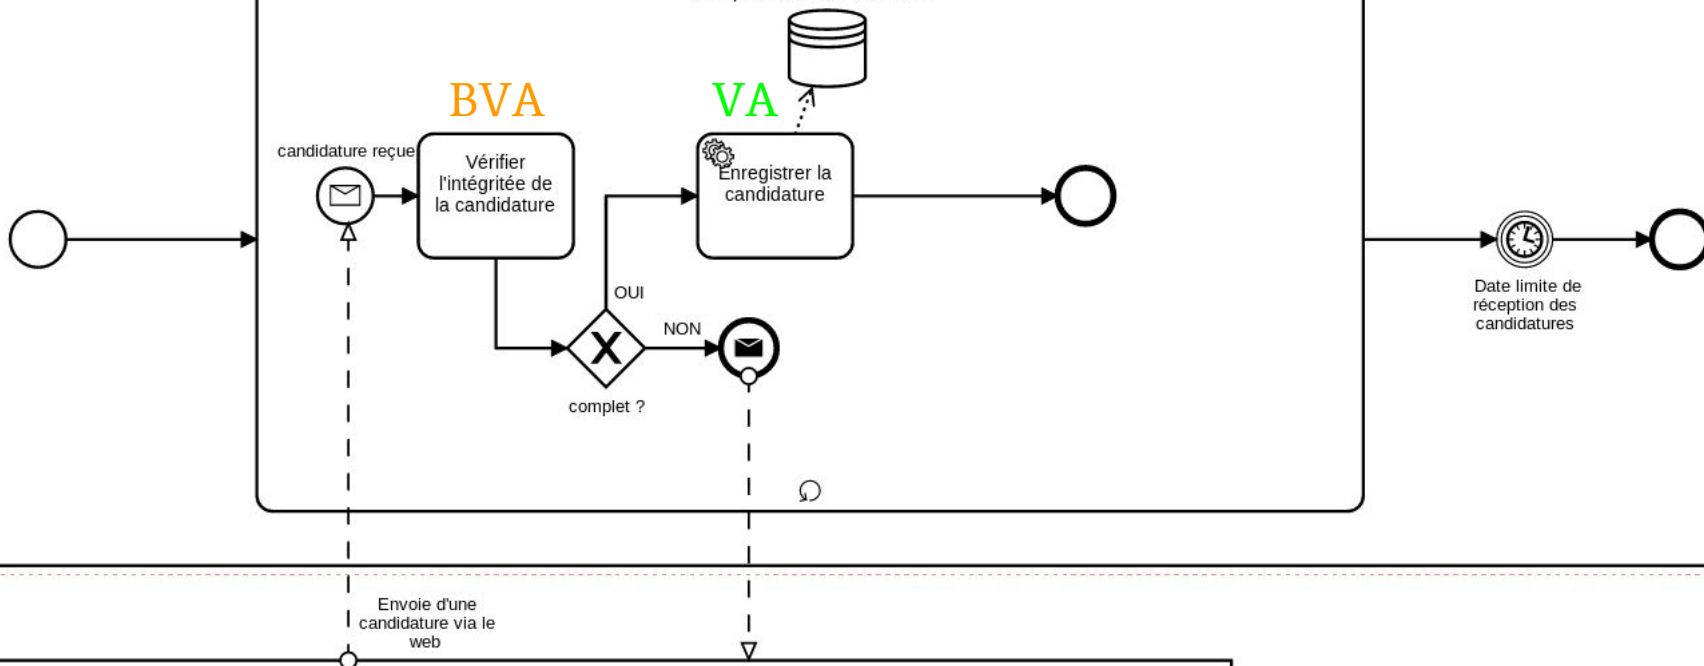 BVA
VA
candidature reçue
Vérifier
l'intégritée de
la candidature
Enregistrer la
candidature
OUI
NON
complet ?
Date limite de
réception des
candidatures
Envoie d'une
candidature via le
web